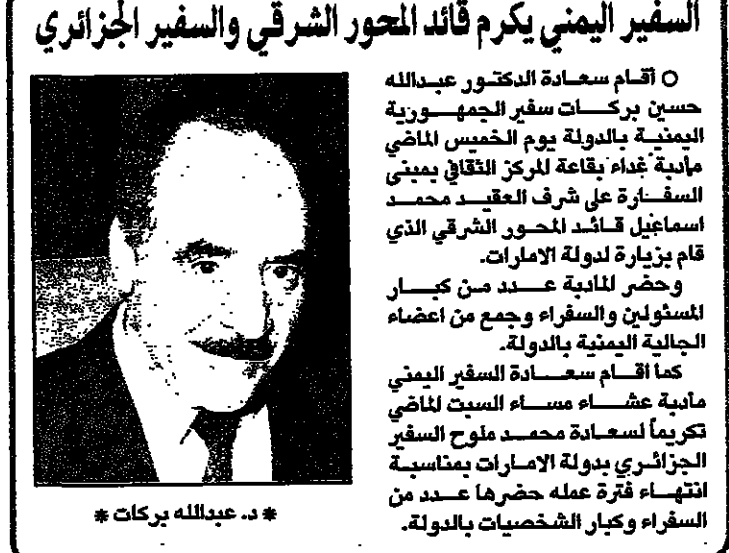 السفير اليمني يكرم قائد المحور الشرقي والسفير الجزائري
○ أقام سعادة الدكتور عبدالله
حسين بركات سفير الجمهورية
اليمنية بالدولة يوم الخميس الماضي
مأدبة غداء بقاعة المركز الثقافي بمبنى
السفارة على شرف العقيد محمد
اسماعيل قائد المحور الشرقي الذي
قام بزيارة لدولة الامارات.
وحضر المأدبة عدد من كبار
المسئولين والسفراء وجمع من اعضاء
الجالية اليمنية بالدولة.
كما اقام سعادة السفير اليمني
مأدبة عشاء مساء السبت الماضي
تكريماً لسعادة محمد ملوح السفير
الجزائري بدولة الامارات بمناسبة
انتهاء فترة عمله حضرها عدد من
السفراء وكبار الشخصيات بالدولة.
* د. عبدالله بركات *